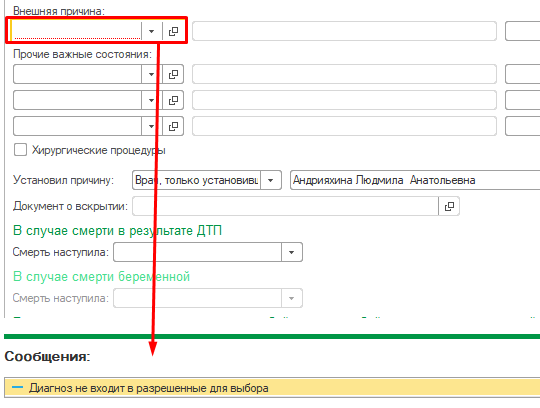 Внешняя причина:
Прочие важные состояния:
Хирургические процедуры
Установил причину: Врач, только установивш Андрияхина Людмила Анатольевна
Документ о вскрытии:
В случае смерти в результате ДТП
Смерть наступила:
В случае смерти беременной
Смерть наступила:
Сообщения:
Диагноз не входит в разрешенные для выбора